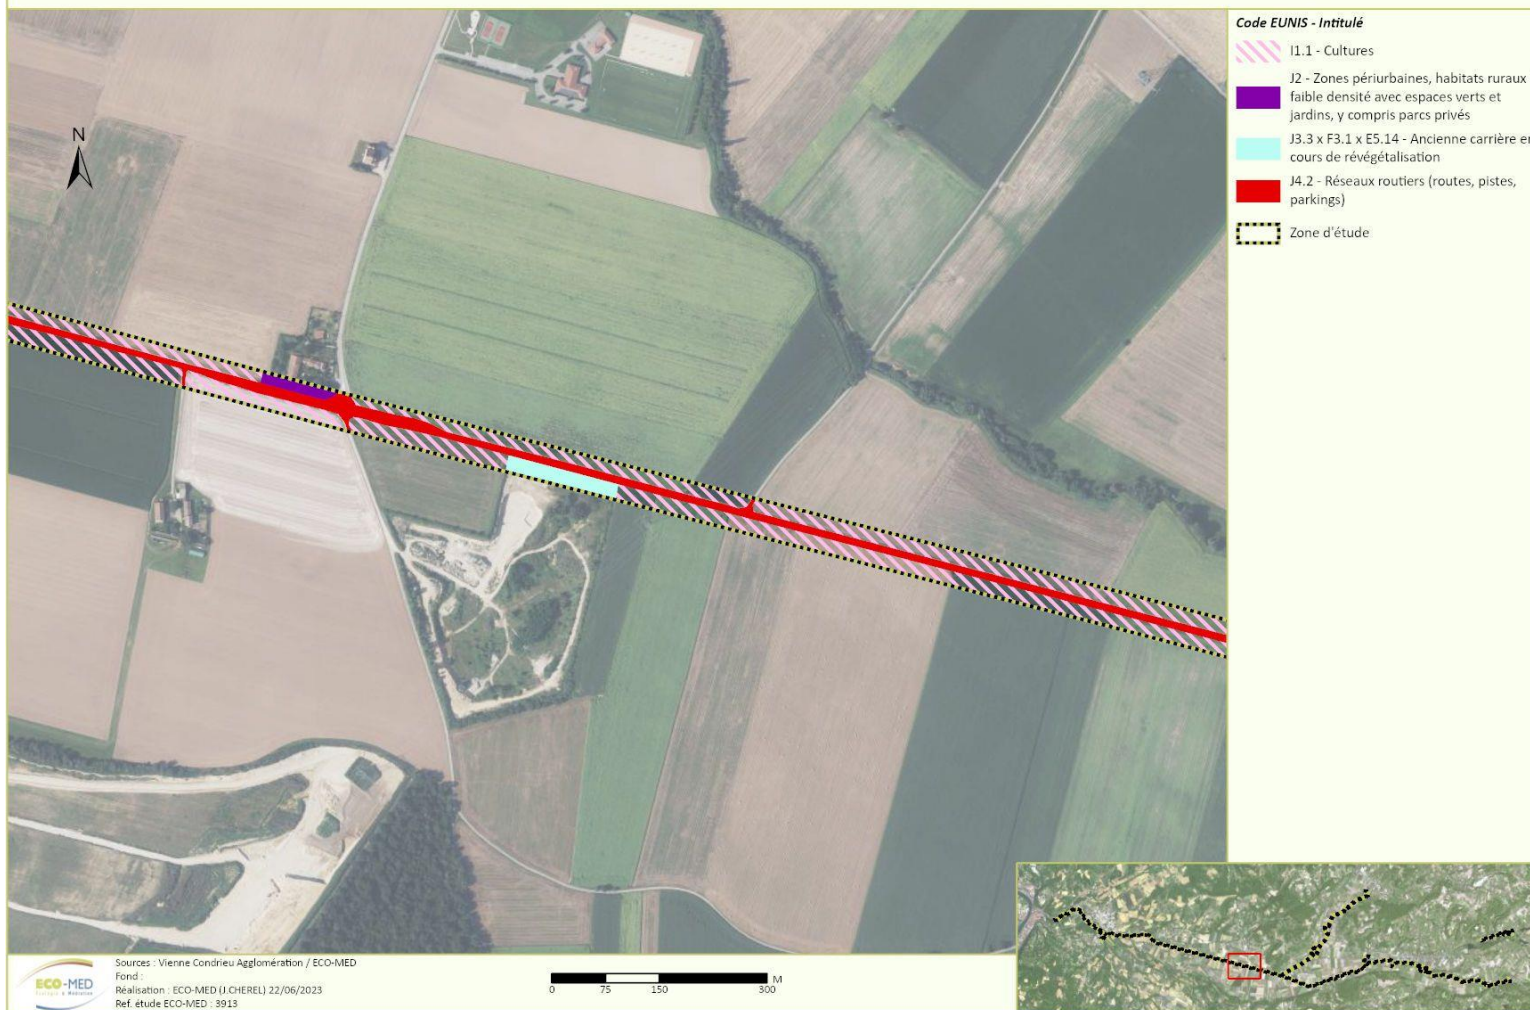 Code EUNIS - Intitulé
I1.1 - Cultures
J2 - Zones périurbaines, habitats ruraux
faible densité avec espaces verts et
jardins, y compris parcs privés
J3.3 x F3.1 x E5.14 - Ancienne carrière en
cours de révégétalisation
J4.2 - Réseaux routiers (routes, pistes,
parkings)
Zone d'étude
N
ECO-MED
Ecologie & Médiation
Sources : Vienne Condrieu Agglomération / ECO-MED
Fond :
Réalisation : ECO-MED (J.CHEREL) 22/06/2023
Ref. étude ECO-MED : 3913
M
0 75 150 300